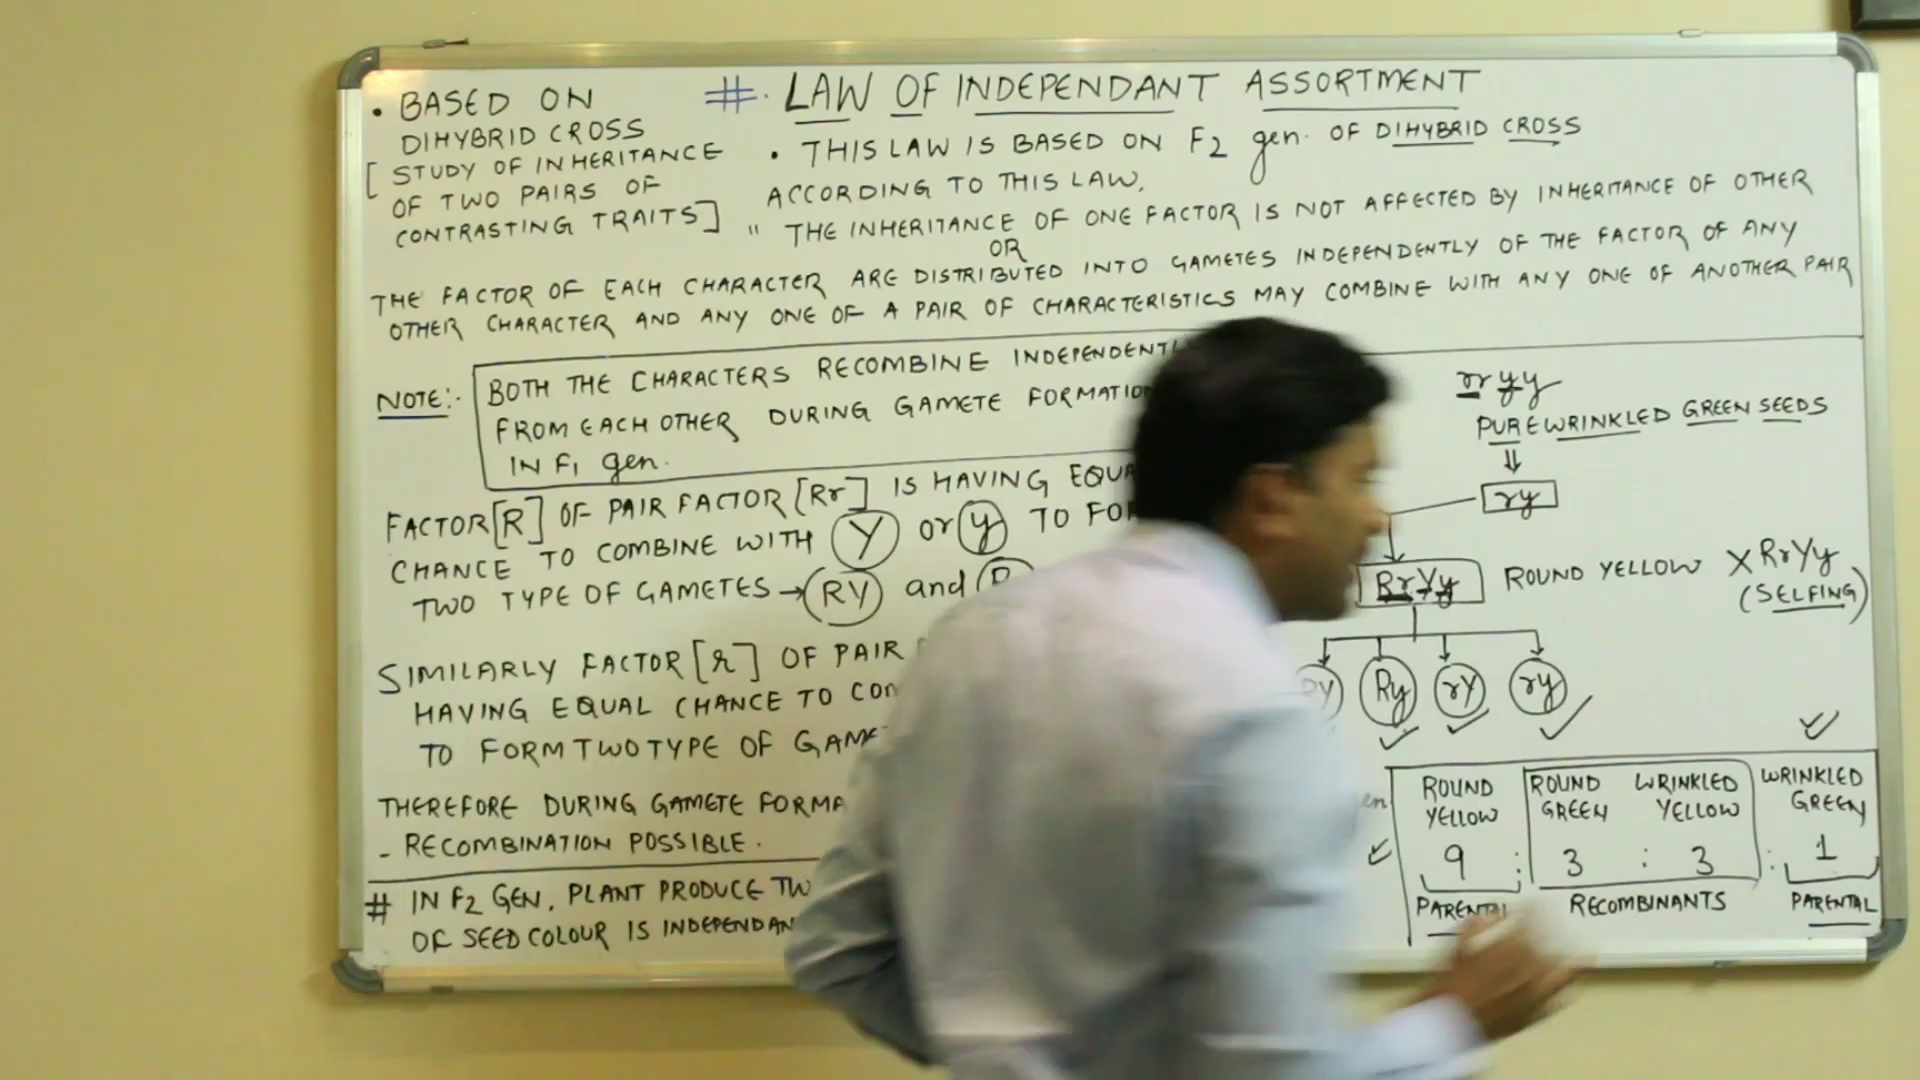 • BASED ON
DIHYBRID CROSS
[ STUDY OF INHERITANCE
OF TWO PAIRS OF
CONTRASTING TRAITS]
#. LAW OF INDEPENDANT ASSORTMENT
• THIS LAW IS BASED ON F2 gen. OF DIHYBRID CROSS
ACCORDING TO THIS LAW,
" THE INHERITANCE OF ONE FACTOR IS NOT AFFECTED BY INHERITANCE OF OTHER
OR
THE FACTOR OF EACH CHARACTER ARE DISTRIBUTED INTO GAMETES INDEPENDENTLY OF THE FACTOR OF ANY
OTHER CHARACTER AND ANY ONE OF A PAIR OF CHARACTERISTICS MAY COMBINE WITH ANY ONE OF ANOTHER PAIR
NOTE:- BOTH THE CHARACTERS RECOMBINE INDEPENDENTL
FROM EACH OTHER DURING GAMETE FORMATIO
IN F1 gen.
FACTOR[R] OF PAIR FACTOR [Rr] IS HAVING EQUA
CHANCE TO COMBINE WITH Y or y TO FO
TWO TYPE OF GAMETES → RY and R
SIMILARLY FACTOR [r] OF PAIR
HAVING EQUAL CHANCE TO CO
TO FORM TWO TYPE OF GAME
THEREFORE DURING GAMETE FORMA
- RECOMBINATION POSSIBLE.
# IN F2 GEN, PLANT PRODUCE TW
OF SEED COLOUR IS INDEPENDAN
rr yy
PURE WRINKLED GREEN SEEDS
⇓
ry
RrYy ROUND YELLOW X RrYy
(SELFING)
RY Ry rY ry
en
ROUND YELLOW ROUND GREEN WRINKLED YELLOW WRINKLED GREEN
9 : 3 : 3 : 1
PARENTAL RECOMBINANTS PARENTAL